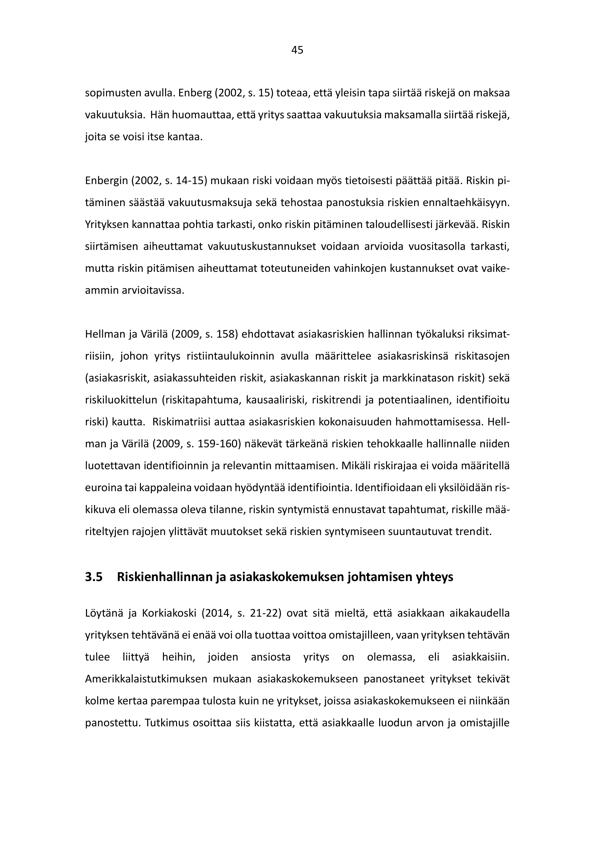 45
sopimusten avulla. Enberg (2002, s. 15) toteaa, että yleisin tapa siirtää riskejä on maksaa
vakuutuksia.  Hän huomauttaa, että yritys saattaa vakuutuksia maksamalla siirtää riskejä,
joita se voisi itse kantaa.
Enbergin (2002, s. 14-15) mukaan riski voidaan myös tietoisesti päättää pitää. Riskin pi-
täminen säästää vakuutusmaksuja sekä tehostaa panostuksia riskien ennaltaehkäisyyn.
Yrityksen kannattaa pohtia tarkasti, onko riskin pitäminen taloudellisesti järkevää. Riskin
siirtämisen aiheuttamat vakuutuskustannukset voidaan arvioida vuositasolla tarkasti,
mutta riskin pitämisen aiheuttamat toteutuneiden vahinkojen kustannukset ovat vaike-
ammin arvioitavissa.
Hellman ja Värilä (2009, s. 158) ehdottavat asiakasriskien hallinnan työkaluksi riksimat-
riisiin, johon yritys ristiintaulukoinnin avulla määrittelee asiakasriskinsä riskitasojen
(asiakasriskit, asiakassuhteiden riskit, asiakaskannan riskit ja markkinatason riskit) sekä
riskiluokittelun (riskitapahtuma, kausaaliriski, riskitrendi ja potentiaalinen, identifioitu
riski) kautta.  Riskimatriisi auttaa asiakasriskien kokonaisuuden hahmottamisessa. Hell-
man ja Värilä (2009, s. 159-160) näkevät tärkeänä riskien tehokkaalle hallinnalle niiden
luotettavan identifioinnin ja relevantin mittaamisen. Mikäli riskirajaa ei voida määritellä
euroina tai kappaleina voidaan hyödyntää identifiointia. Identifioidaan eli yksilöidään ris-
kikuva eli olemassa oleva tilanne, riskin syntymistä ennustavat tapahtumat, riskille mää-
riteltyjen rajojen ylittävät muutokset sekä riskien syntymiseen suuntautuvat trendit.
3.5 Riskienhallinnan ja asiakaskokemuksen johtamisen yhteys
Löytänä ja Korkiakoski (2014, s. 21-22) ovat sitä mieltä, että asiakkaan aikakaudella
yrityksen tehtävänä ei enää voi olla tuottaa voittoa omistajilleen, vaan yrityksen tehtävän
tulee liittyä heihin, joiden ansiosta yritys on olemassa, eli asiakkaisiin.
Amerikkalaistutkimuksen mukaan asiakaskokemukseen panostaneet yritykset tekivät
kolme kertaa parempaa tulosta kuin ne yritykset, joissa asiakaskokemukseen ei niinkään
panostettu. Tutkimus osoittaa siis kiistatta, että asiakkaalle luodun arvon ja omistajille